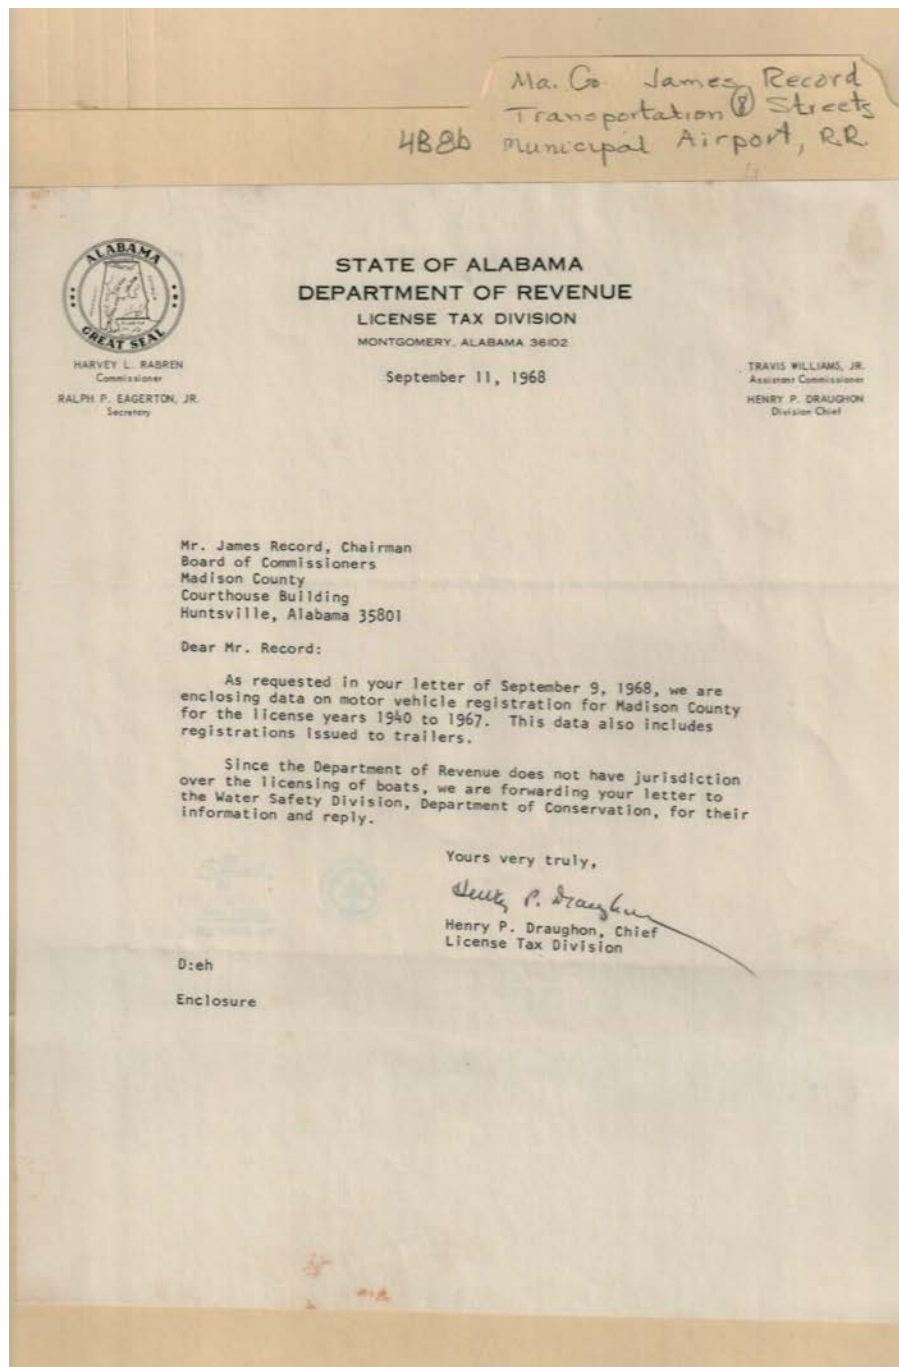 Ma. Co James Record
Transportation & Streets
4B8b Municipal Airport, R.R.
ALABAMA
GREAT SEAL
STATE OF ALABAMA
DEPARTMENT OF REVENUE
LICENSE TAX DIVISION
MONTGOMERY, ALABAMA 36102
HARVEY L. RABREN
Commissioner
RALPH P. EAGERTON, JR.
Secretary
September 11, 1968
TRAVIS WILLIAMS, JR.
Assistant Commissioner
HENRY P. DRAUGHON
Division Chief
Mr. James Record, Chairman
Board of Commissioners
Madison County
Courthouse Building
Huntsville, Alabama 35801
Dear Mr. Record:
As requested in your letter of September 9, 1968, we are
enclosing data on motor vehicle registration for Madison County
for the license years 1940 to 1967. This data also includes
registrations issued to trailers.
Since the Department of Revenue does not have jurisdiction
over the licensing of boats, we are forwarding your letter to
the Water Safety Division, Department of Conservation, for their
information and reply.
Yours very truly,
Henry P. Draughon
Henry P. Draughon, Chief
License Tax Division
D:eh
Enclosure